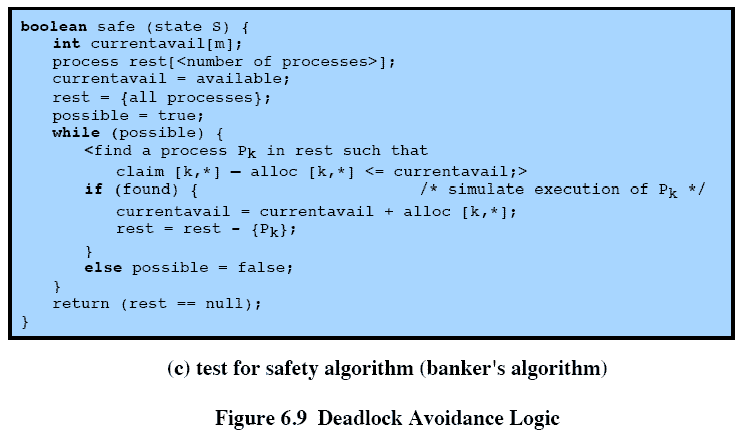 boolean safe (state S) {
int currentavail[m];
process rest[<number of processes>];
currentavail = available;
rest = {all processes};
possible = true;
while (possible) {
<find a process Pk in rest such that
claim [k,*] – alloc [k,*] <= currentavail;>
if (found) { /* simulate execution of Pk */
currentavail = currentavail + alloc [k,*];
rest = rest - {Pk};
}
else possible = false;
}
return (rest == null);
}
(c) test for safety algorithm (banker's algorithm)
Figure 6.9 Deadlock Avoidance Logic